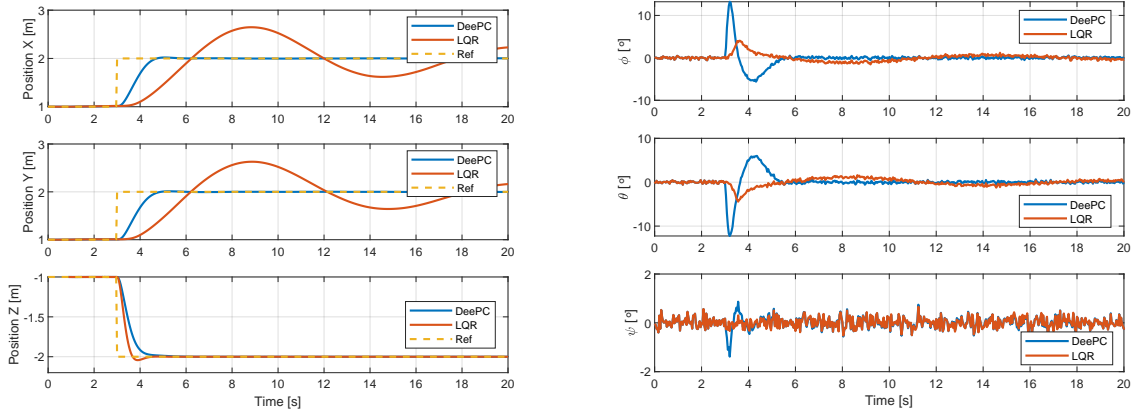 3
2
1
Position X [m]
DeePC
LQR
Ref
0 2 4 6 8 10 12 14 16 18 20
3
2
1
Position Y [m]
DeePC
LQR
Ref
0 2 4 6 8 10 12 14 16 18 20
-1
-1.5
-2
Position Z [m]
DeePC
LQR
Ref
0 2 4 6 8 10 12 14 16 18 20
Time [s]
10
0
-10
ϕ [°]
DeePC
LQR
0 2 4 6 8 10 12 14 16 18 20
10
0
-10
θ [°]
DeePC
LQR
0 2 4 6 8 10 12 14 16 18 20
2
0
-2
ψ [°]
DeePC
LQR
0 2 4 6 8 10 12 14 16 18 20
Time [s]